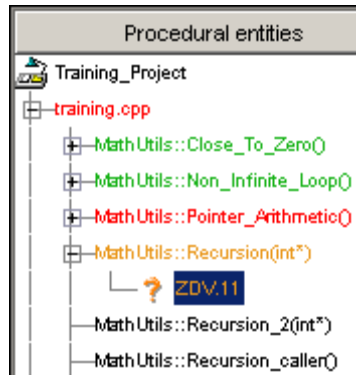 Procedural entities
Training_Project
training.cpp
MathUtils::Close_To_Zero()
MathUtils::Non_Infinite_Loop()
MathUtils::Pointer_Arithmetic()
MathUtils::Recursion(int*)
? ZDV.11
MathUtils::Recursion_2(int*)
MathUtils::Recursion_caller()